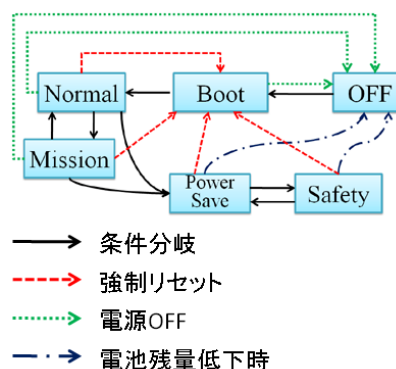 Normal
Boot
OFF
Mission
Power
Save
Safety
条件分岐
強制リセット
電源OFF
電池残量低下時